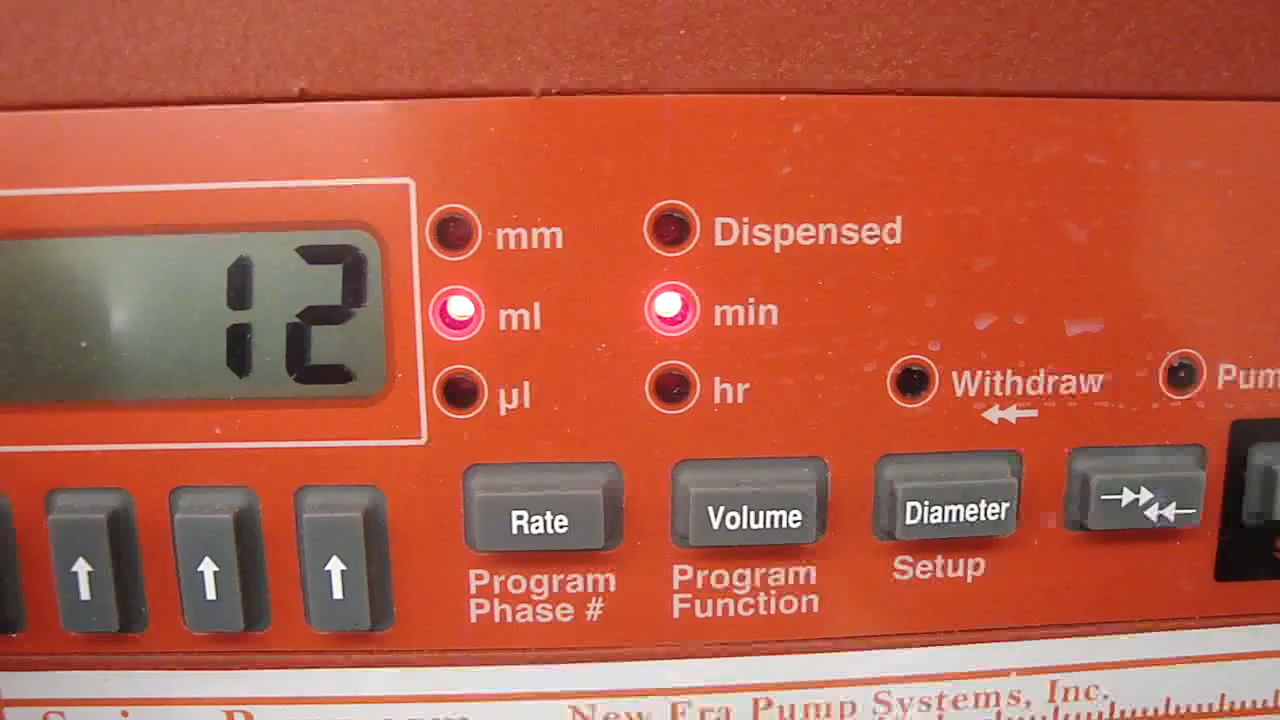 12
mm
Dispensed
ml
min
µl
hr
Withdraw
Rate
Volume
Diameter
Program
Phase #
Program
Function
Setup
New Era Pump Systems, Inc.